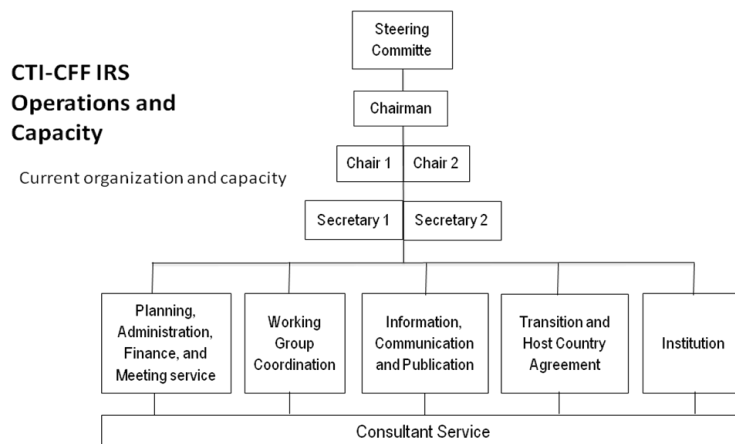 Steering
Committe
CTI-CFF IRS
Operations and
Capacity
Chairman
Chair 1
Chair 2
Current organization and capacity
Secretary 1
Secretary 2
Planning,
Administration,
Finance, and
Meeting service
Working
Group
Coordination
Information,
Communication
and Publication
Transition and
Host Country
Agreement
Institution
Consultant Service